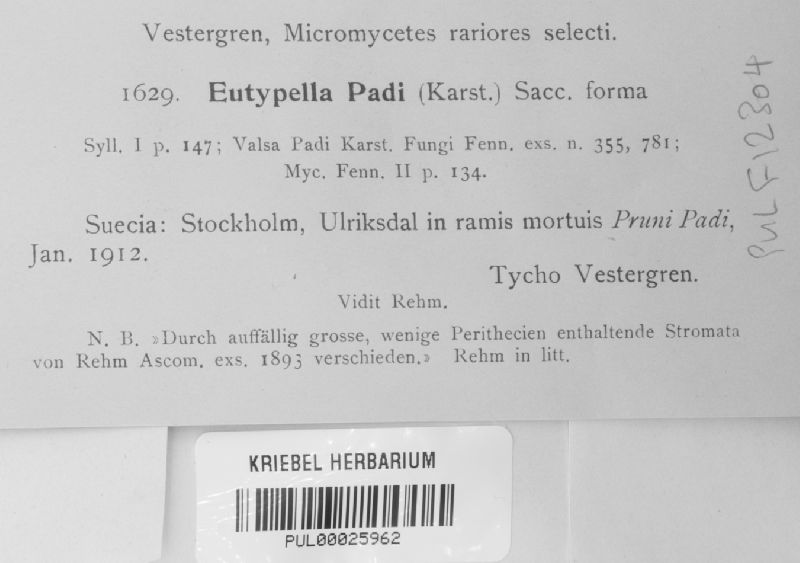 Vestergren, Micromycetes rariores selecti.
1629. Eutypella Padi (Karst.) Sacc. forma
Syll. I p. 147; Valsa Padi Karst. Fungi Fenn. exs. n. 355, 781;
Myc. Fenn. II p. 134.
Suecia: Stockholm, Ulriksdal in ramis mortuis Pruni Padi,
Jan. 1912.
Tycho Vestergren.
Vidit Rehm.
N. B. »Durch auffällig grosse, wenige Perithecien enthaltende Stromata
von Rehm Ascom. exs. 1893 verschieden.» Rehm in litt.
PUL F12304
KRIEBEL HERBARIUM
PUL00025962